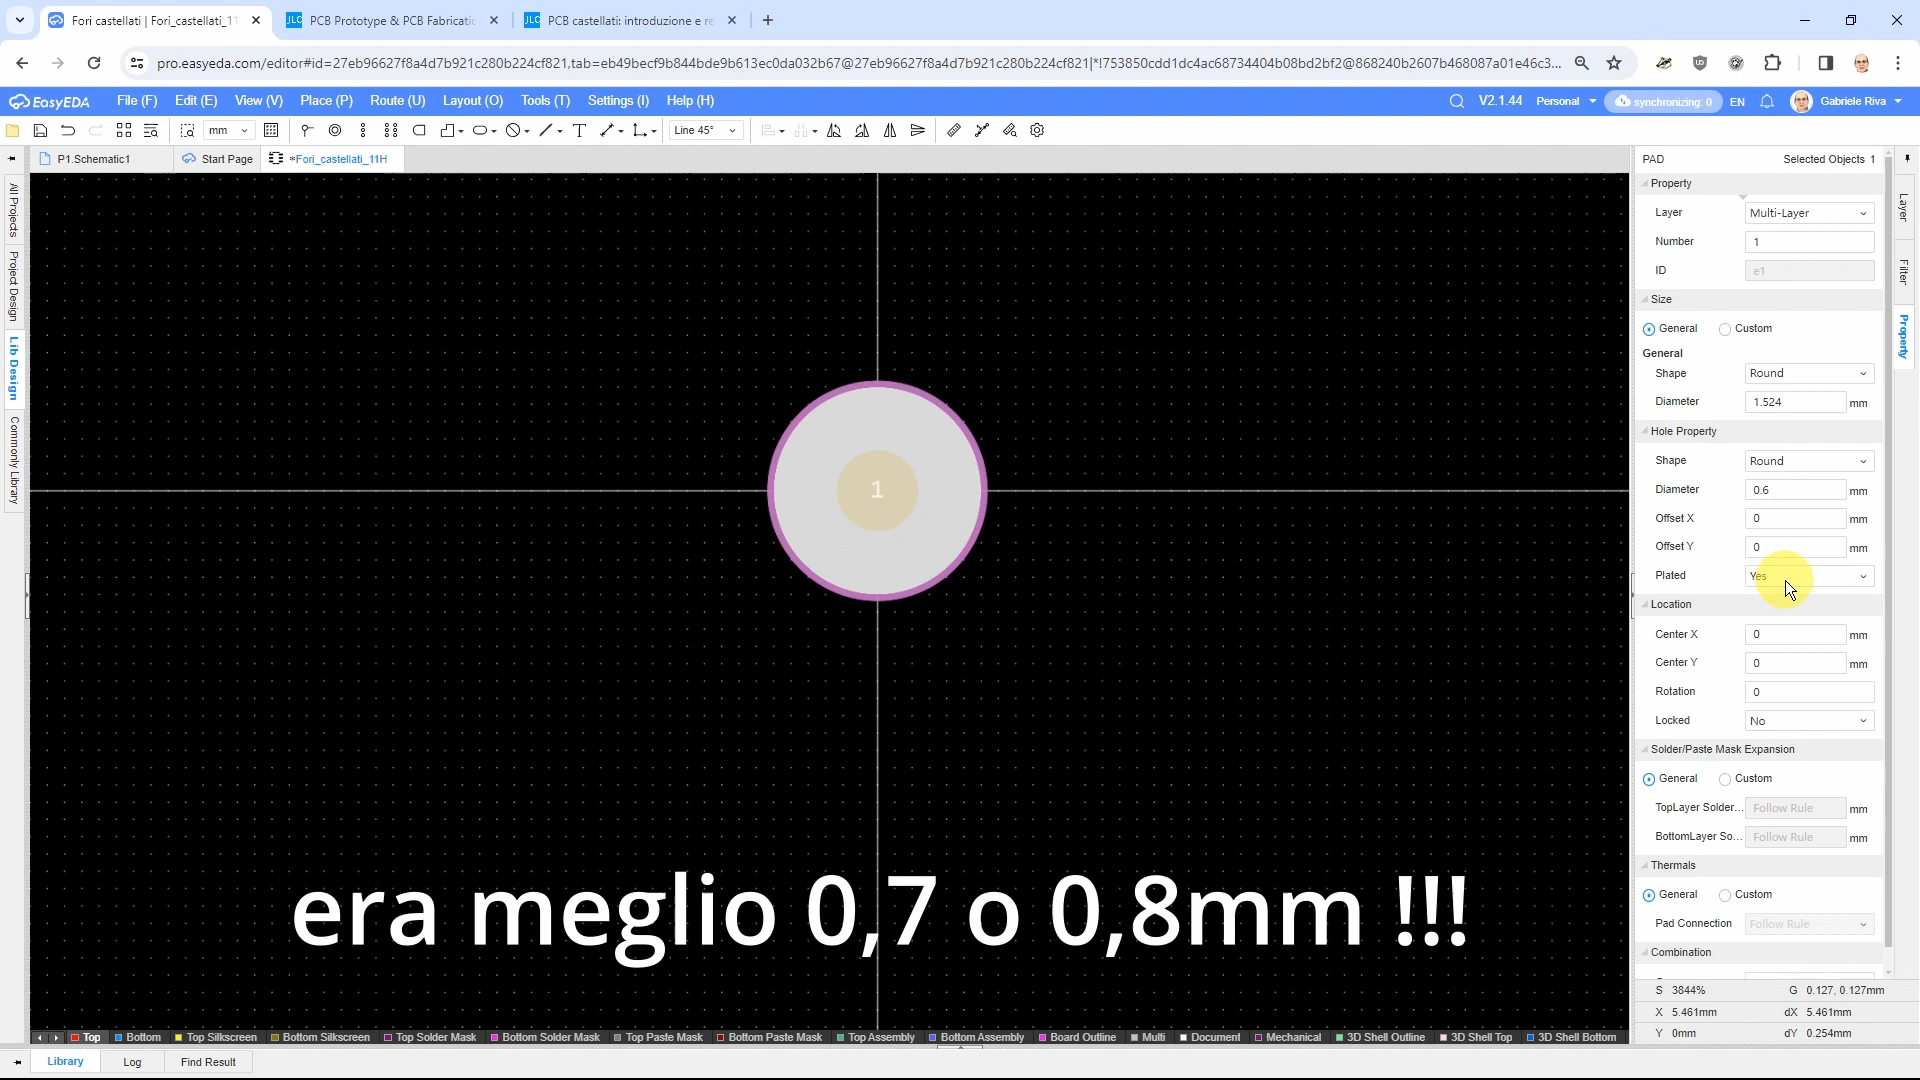 Fori castellati | Fori_castellati_11
PCB Prototype & PCB Fabricatio
PCB castellati: introduzione e re
pro.easyeda.com/editor#id=27eb96627f8a4d7b921c280b224cf821,tab=eb49becf9b844bde9b613ec0da032b67@27eb96627f8a4d7b921c280b224cf821|*!753850cdd1dc4ac68734404b08bd2bf2@868240b2607b468087a01e46c3...
EasyEDA File (F) Edit (E) View (V) Place (P) Route (U) Layout (O) Tools (T) Settings (I) Help (H) V2.1.44 Personal synchronizing: 0 EN Gabriele Riva
mm Line 45°
P1.Schematic1 Start Page *Fori_castellati_11H
All Projects
Project Design
Lib Design
Commonly Library
1
era meglio 0,7 o 0,8mm !!!
PAD Selected Objects 1
Property
Layer Multi-Layer
Number 1
ID e1
Size
General Custom
General
Shape Round
Diameter 1.524 mm
Hole Property
Shape Round
Diameter 0.6 mm
Offset X 0 mm
Offset Y 0 mm
Plated Yes
Location
Center X 0 mm
Center Y 0 mm
Rotation 0
Locked No
Solder/Paste Mask Expansion
General Custom
TopLayer Solder... Follow Rule mm
BottomLayer So... Follow Rule mm
Thermals
General Custom
Pad Connection Follow Rule
Combination
S 3844% G 0.127, 0.127mm
X 5.461mm dX 5.461mm
Y 0mm dY 0.254mm
Layer
Filter
Property
Top Bottom Top Silkscreen Bottom Silkscreen Top Solder Mask Bottom Solder Mask Top Paste Mask Bottom Paste Mask Top Assembly Bottom Assembly Board Outline Multi Document Mechanical 3D Shell Outline 3D Shell Top 3D Shell Bottom
Library Log Find Result